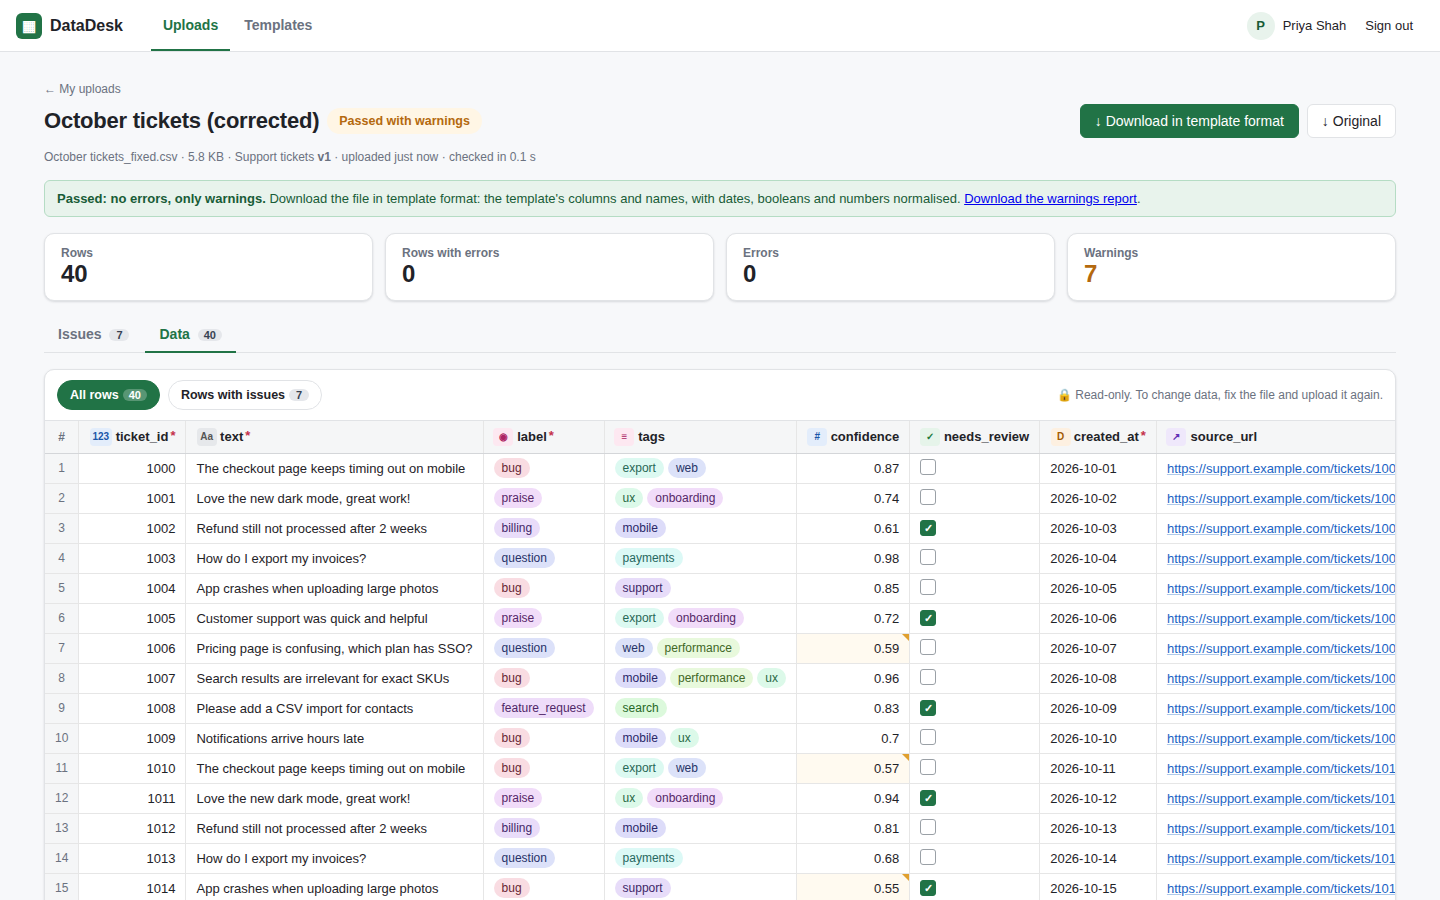 DataDesk Uploads Templates P Priya Shah Sign out
← My uploads
October tickets (corrected) Passed with warnings ↓ Download in template format ↓ Original
October tickets_fixed.csv · 5.8 KB · Support tickets v1 · uploaded just now · checked in 0.1 s
Passed: no errors, only warnings. Download the file in template format: the template's columns and names, with dates, booleans and numbers normalised. Download the warnings report.
Rows Rows with errors Errors Warnings
40 0 0 7
Issues 7 Data 40
All rows 40 Rows with issues 7 🔒 Read-only. To change data, fix the file and upload it again.
# 123 ticket_id * Aa text * ◉ label * ≡ tags # confidence ✓ needs_review D created_at * ↗ source_url
1 1000 The checkout page keeps timing out on mobile bug export web 0.87 2026-10-01 https://support.example.com/tickets/100
2 1001 Love the new dark mode, great work! praise ux onboarding 0.74 2026-10-02 https://support.example.com/tickets/100
3 1002 Refund still not processed after 2 weeks billing mobile 0.61 ✓ 2026-10-03 https://support.example.com/tickets/100
4 1003 How do I export my invoices? question payments 0.98 2026-10-04 https://support.example.com/tickets/100
5 1004 App crashes when uploading large photos bug support 0.85 2026-10-05 https://support.example.com/tickets/100
6 1005 Customer support was quick and helpful praise export onboarding 0.72 ✓ 2026-10-06 https://support.example.com/tickets/100
7 1006 Pricing page is confusing, which plan has SSO? question web performance 0.59 2026-10-07 https://support.example.com/tickets/100
8 1007 Search results are irrelevant for exact SKUs bug mobile performance ux 0.96 2026-10-08 https://support.example.com/tickets/100
9 1008 Please add a CSV import for contacts feature_request search 0.83 ✓ 2026-10-09 https://support.example.com/tickets/100
10 1009 Notifications arrive hours late bug mobile ux 0.7 2026-10-10 https://support.example.com/tickets/100
11 1010 The checkout page keeps timing out on mobile bug export web 0.57 2026-10-11 https://support.example.com/tickets/101
12 1011 Love the new dark mode, great work! praise ux onboarding 0.94 ✓ 2026-10-12 https://support.example.com/tickets/101
13 1012 Refund still not processed after 2 weeks billing mobile 0.81 2026-10-13 https://support.example.com/tickets/101
14 1013 How do I export my invoices? question payments 0.68 2026-10-14 https://support.example.com/tickets/101
15 1014 App crashes when uploading large photos bug support 0.55 ✓ 2026-10-15 https://support.example.com/tickets/101